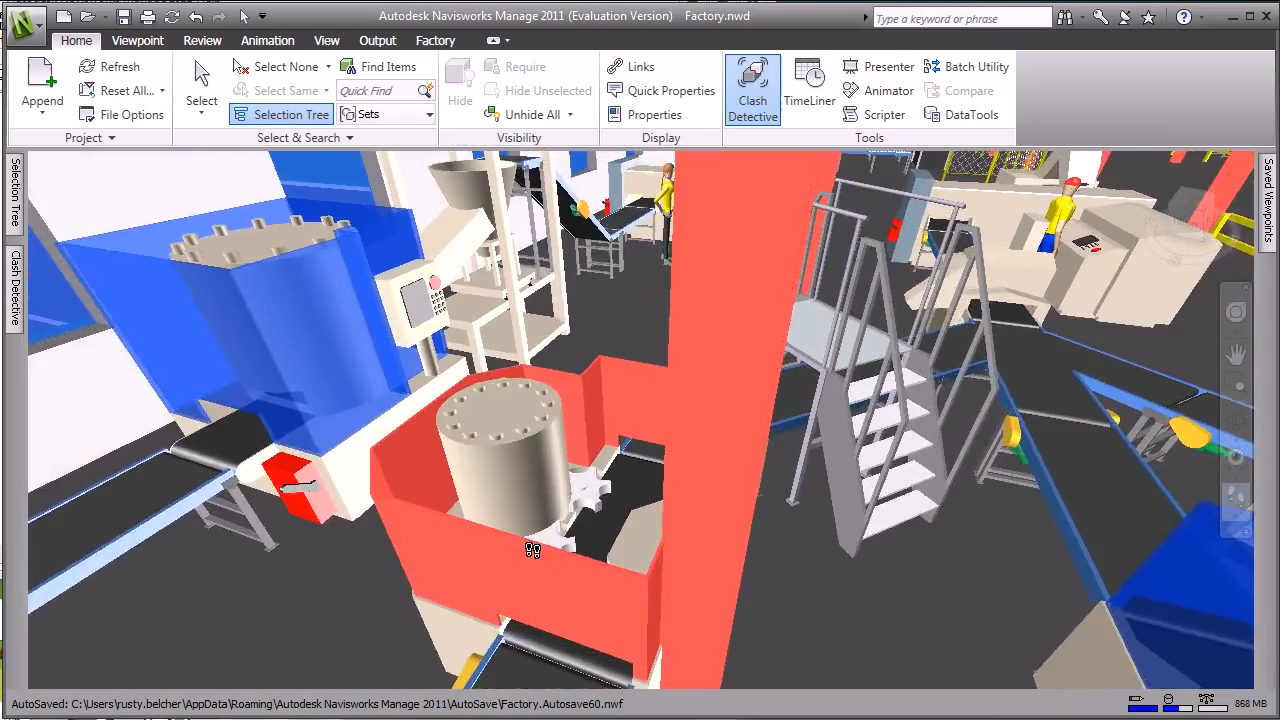 Autodesk Navisworks Manage 2011 (Evaluation Version) Factory.nwd
Type a keyword or phrase
Home Viewpoint Review Animation View Output Factory
Append
Refresh
Reset All...
File Options
Project
Select
Select None
Select Same
Selection Tree
Find Items
Quick Find
Sets
Select & Search
Hide
Require
Hide Unselected
Unhide All
Visibility
Links
Quick Properties
Properties
Display
Clash
Detective
TimeLiner
Presenter
Animator
Scripter
Batch Utility
Compare
DataTools
Tools
Selection Tree
Clash Detective
Saved Viewpoints
AutoSaved: C:\Users\rusty.belcher\AppData\Roaming\Autodesk Navisworks Manage 2011\AutoSave\Factory.Autosave60.nwf
868 MB